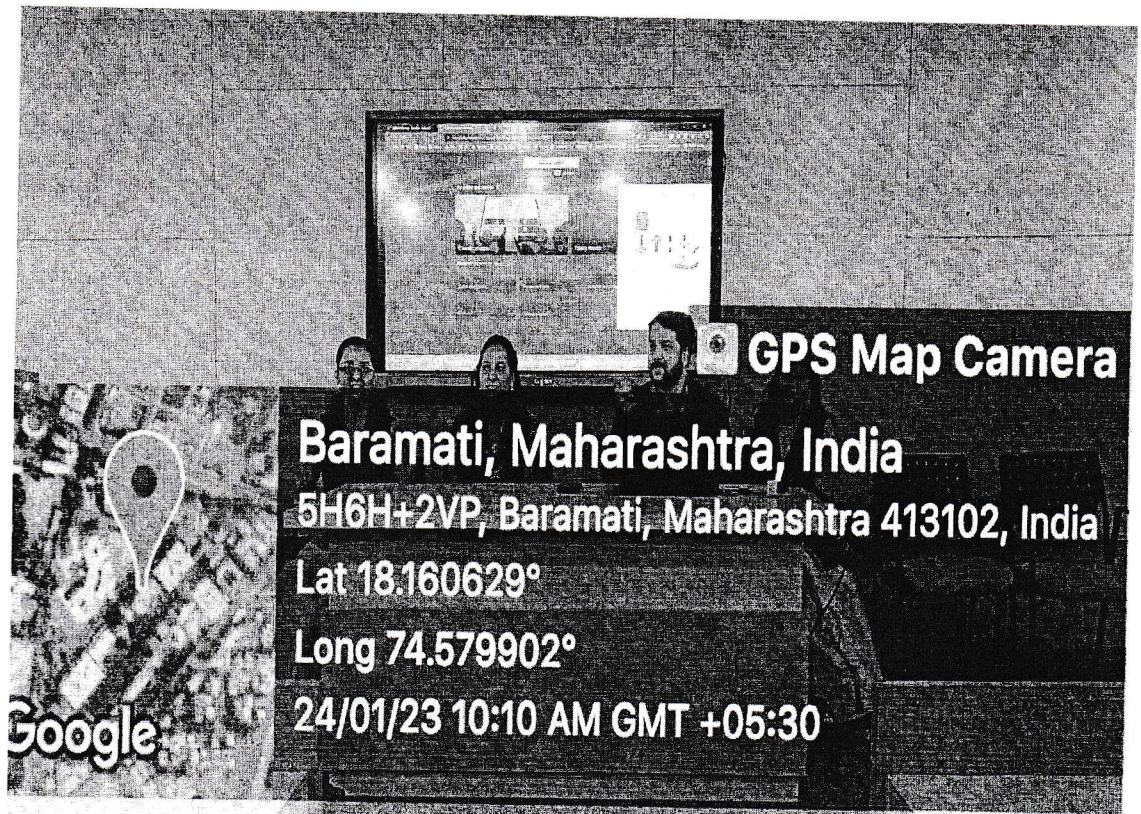 GPS Map Camera
Baramati, Maharashtra, India
5H6H+2VP, Baramati, Maharashtra 413102, India
Lat 18.160629°
Long 74.579902°
24/01/23 10:10 AM GMT +05:30
Google